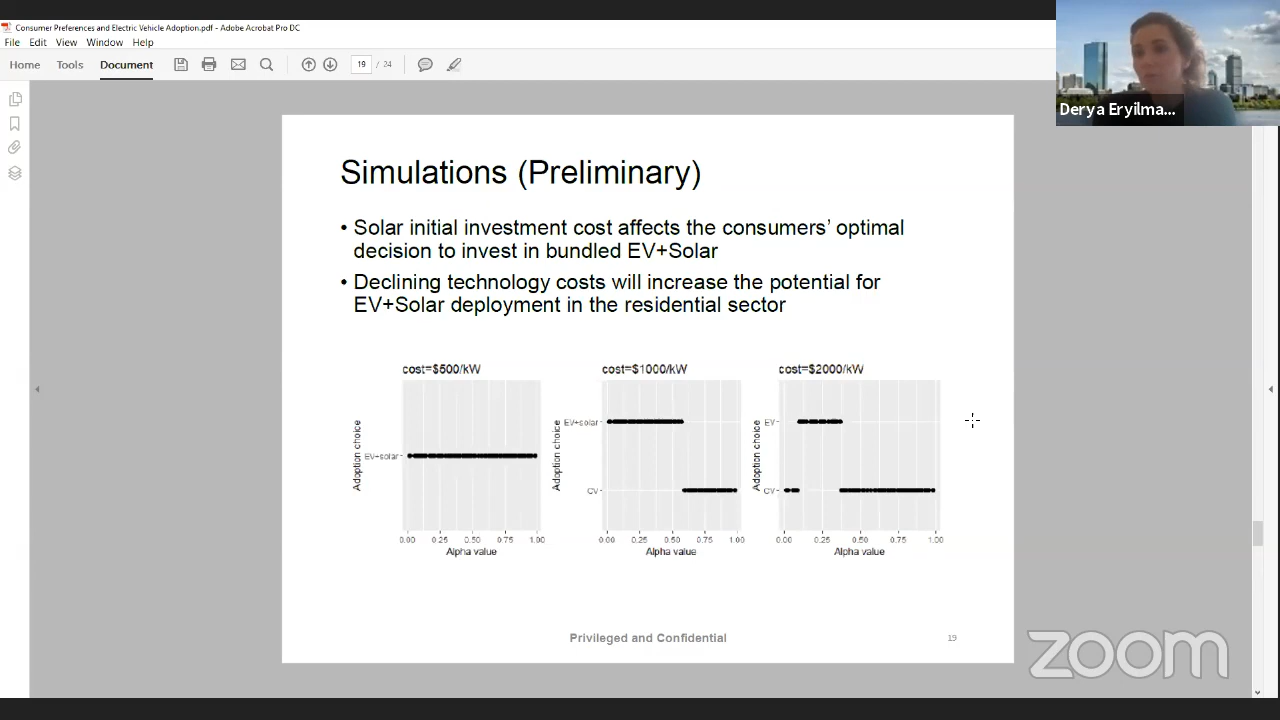 Consumer Preferences and Electric Vehicle Adoption.pdf - Adobe Acrobat Pro DC
File Edit View Window Help
Home Tools Document 19 / 24
Derya Eryilma...
Simulations (Preliminary)
• Solar initial investment cost affects the consumers’ optimal
decision to invest in bundled EV+Solar
• Declining technology costs will increase the potential for
EV+Solar deployment in the residential sector
cost=$500/kW
Adoption choice
EV+solar
0.00 0.25 0.50 0.75 1.00
Alpha value
cost=$1000/kW
Adoption choice
EV+solar
CV
0.00 0.25 0.50 0.75 1.00
Alpha value
cost=$2000/kW
Adoption choice
EV
CV
0.00 0.25 0.50 0.75 1.00
Alpha value
Privileged and Confidential
19
zoom